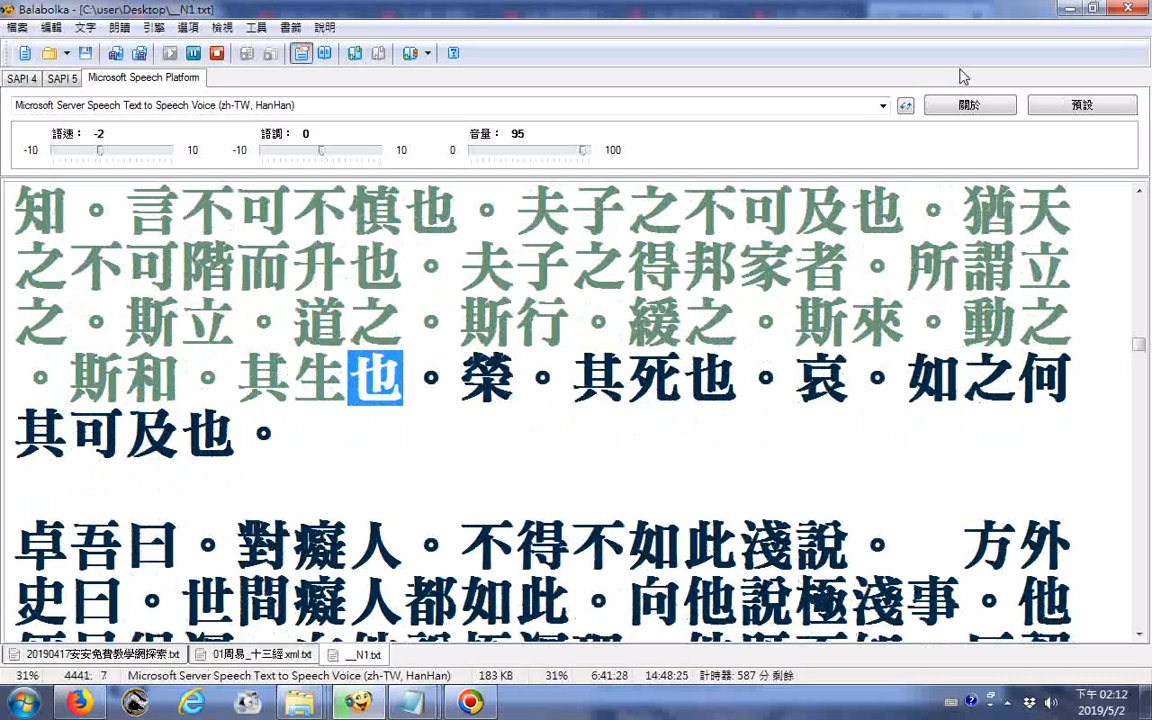 Balabolka - [C:\user\Desktop\__N1.txt]
檔案 編輯 文字 朗讀 引擎 選項 檢視 工具 書籤 說明
SAPI 4 SAPI 5 Microsoft Speech Platform
Microsoft Server Speech Text to Speech Voice (zh-TW, HanHan)
關於 預設
語速： -2 語調： 0 音量： 95
-10 10 -10 10 0 100
知。言不可不慎也。夫子之不可及也。猶天
之不可階而升也。夫子之得邦家者。所謂立
之。斯立。道之。斯行。緩之。斯來。動之
。斯和。其生也。榮。其死也。哀。如之何
其可及也。
卓吾曰。對癡人。不得不如此淺說。 方外
史曰。世間癡人都如此。向他說極淺事。他
20190417安安免費教學網探索.txt 01周易_十三經.xml.txt __N1.txt
31% 4441; 7 Microsoft Server Speech Text to Speech Voice (zh-TW, HanHan) 183 KB 31% 6:41:28 14:48:25 計時器: 587 分 剩餘
下午 02:12
2019/5/2